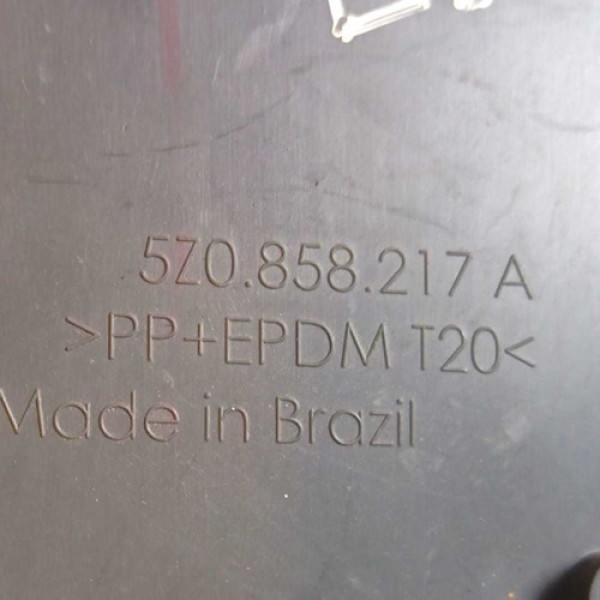 5Z0.858.217 A
>PP+EPDM T20<
Made in Brazil